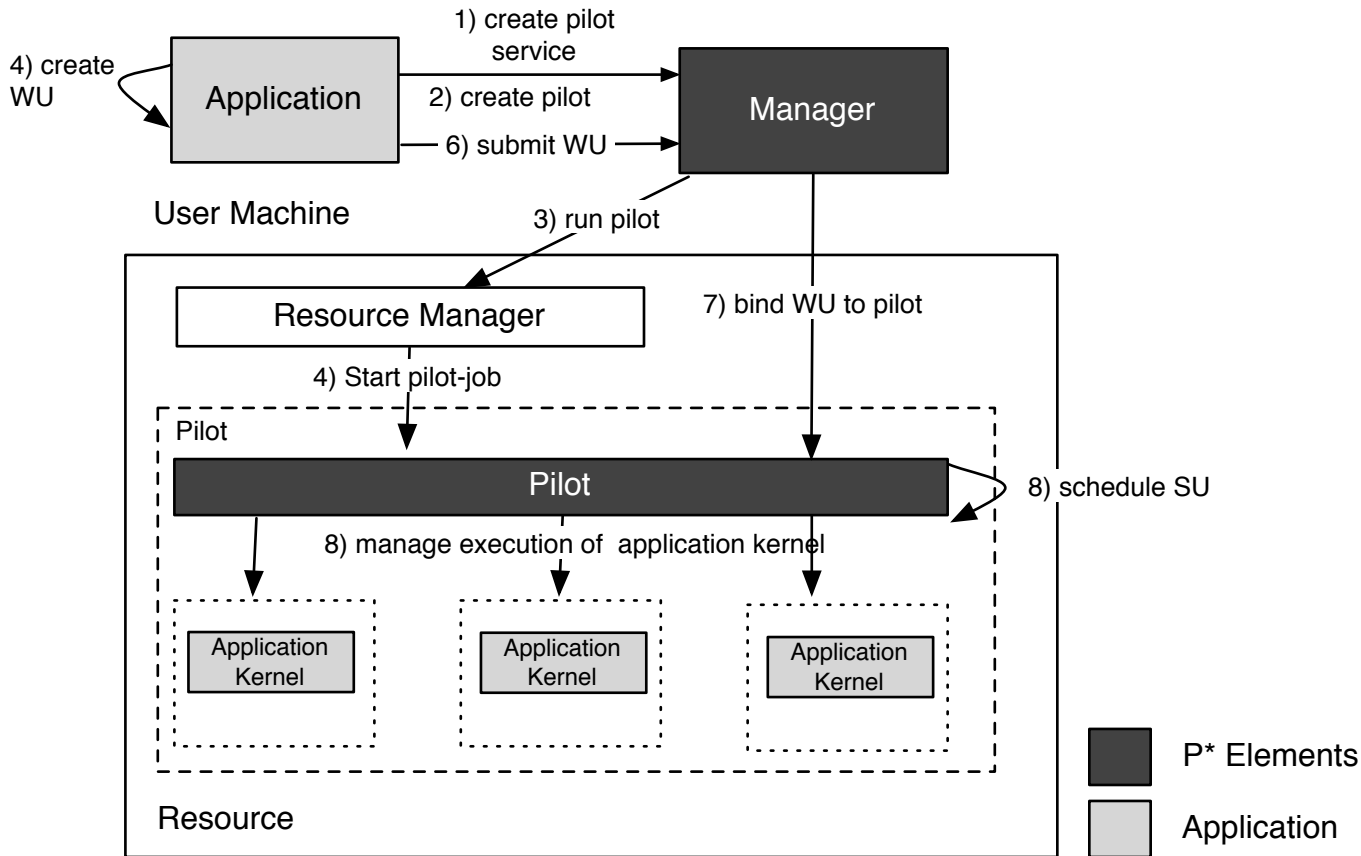 1) create pilot
service
4) create
WU
Application
2) create pilot
Manager
6) submit WU
User Machine
3) run pilot
Resource Manager
7) bind WU to pilot
4) Start pilot-job
Pilot
Pilot
8) schedule SU
8) manage execution of application kernel
Application
Kernel
Application
Kernel
Application
Kernel
P* Elements
Resource
Application